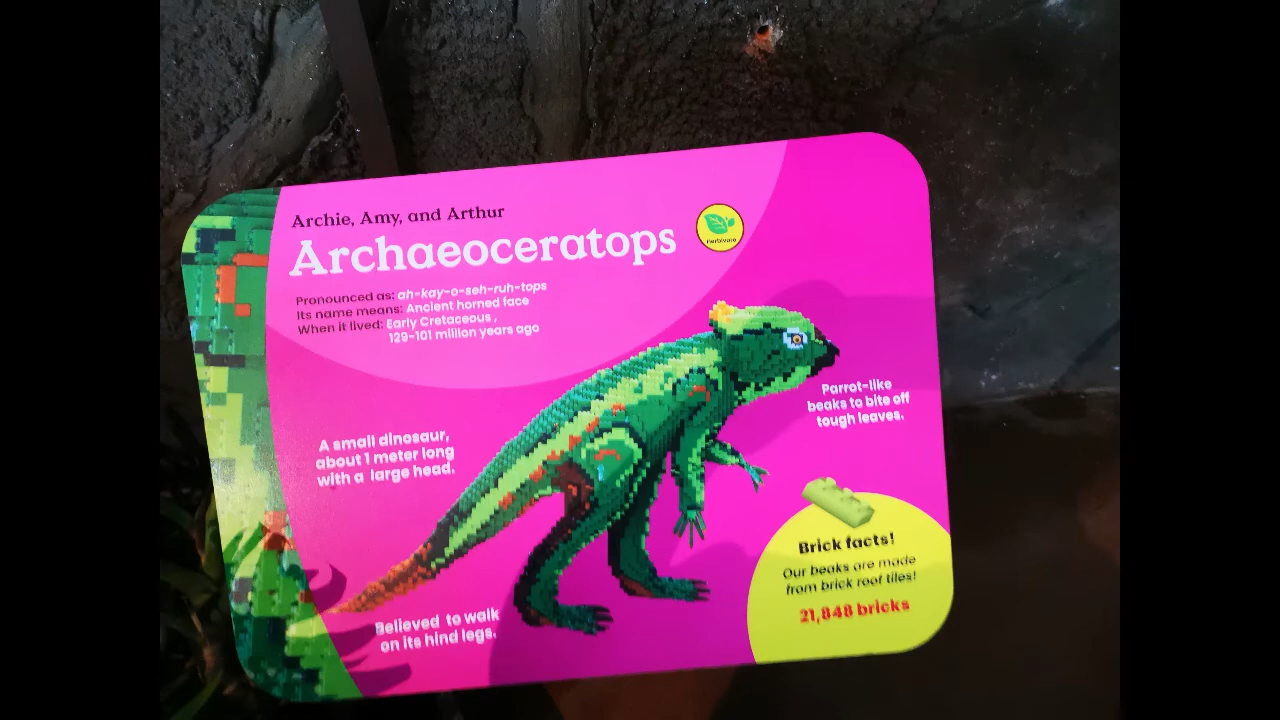 Archie, Amy, and Arthur
Archaeoceratops
Herbivore
Pronounced as: ah-kay-o-seh-ruh-tops
Its name means: Ancient horned face
When it lived: Early Cretaceous ,
129-101 million years ago
Parrot-like
beaks to bite off
tough leaves.
A small dinosaur,
about 1 meter long
with a large head.
Brick facts!
Our beaks are made
from brick roof tiles!
21,848 bricks
Believed to walk
on its hind legs.